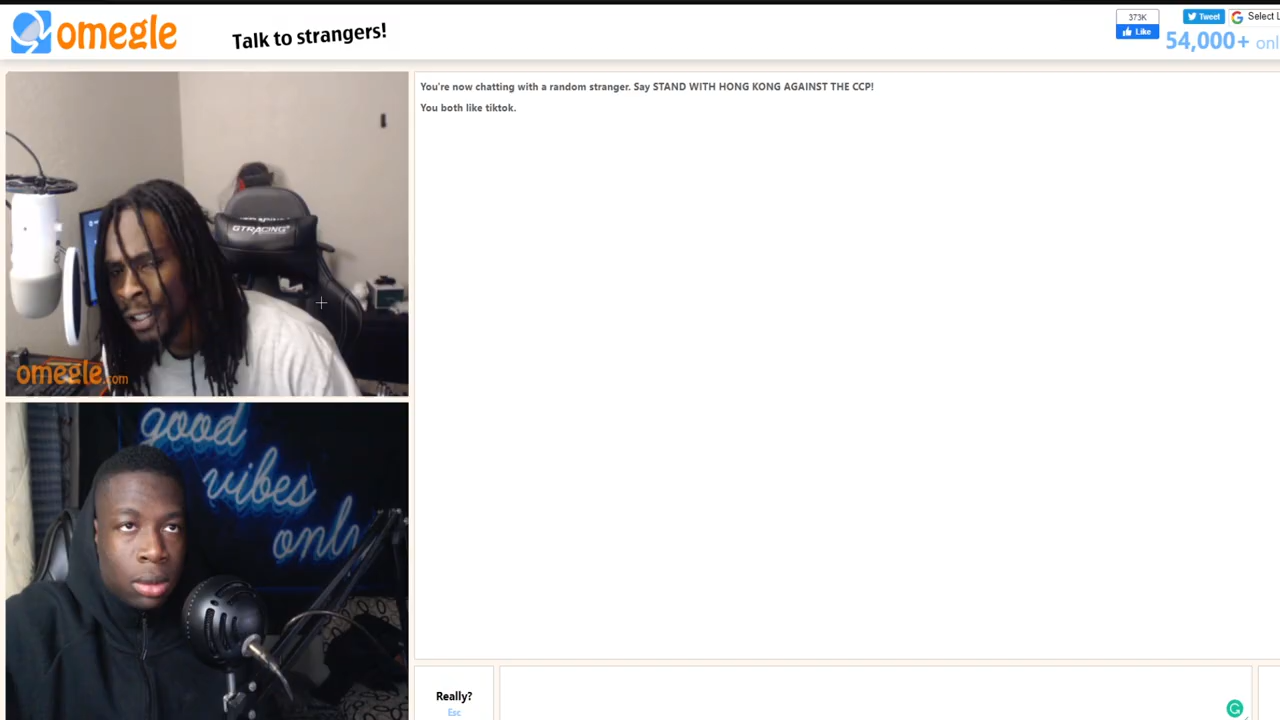 omegle
Talk to strangers!
373K
Like
Tweet
G Select L
54,000+ onl
You're now chatting with a random stranger. Say STAND WITH HONG KONG AGAINST THE CCP!
You both like tiktok.
GTRACING
omegle.com
good
vibes
only
Really?
Esc